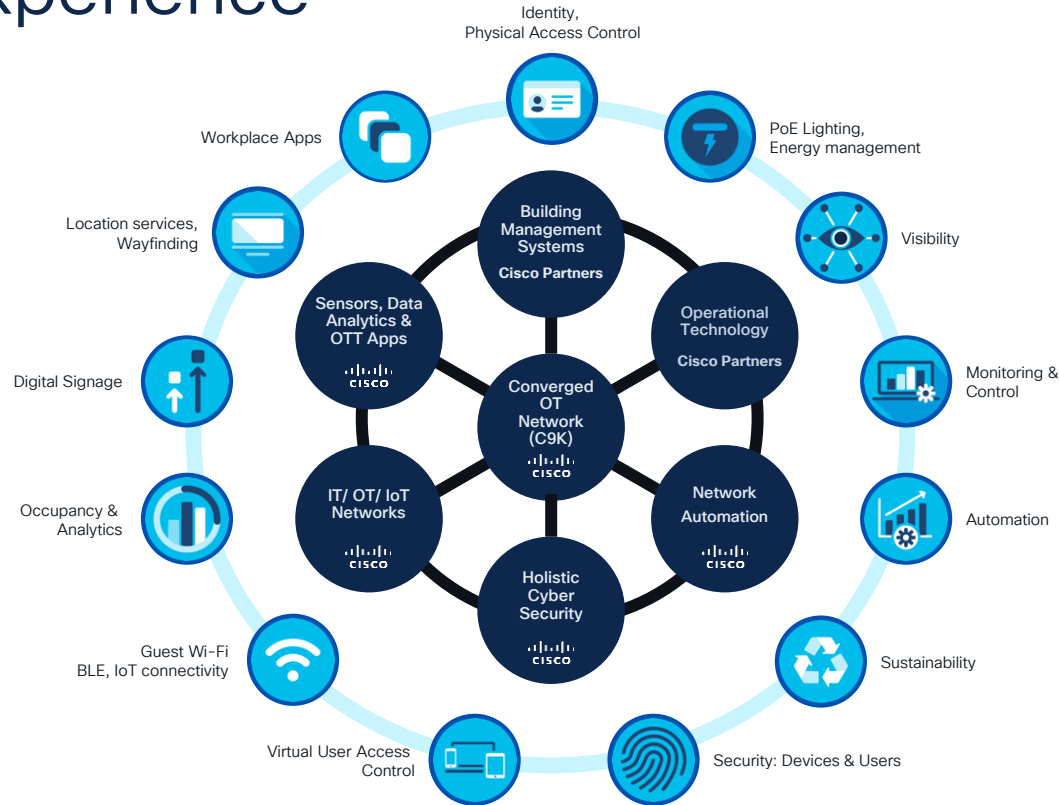 Identity,
Physical Access Control
Workplace Apps
PoE Lighting,
Energy management
Location services,
Wayfinding
Visibility
Building
Management
Systems
Cisco Partners
Sensors, Data
Analytics &
OTT Apps
CISCO
Operational
Technology
Cisco Partners
Digital Signage
Converged
OT
Network
(C9K)
CISCO
Monitoring &
Control
Occupancy &
Analytics
IT/ OT/ IoT
Networks
CISCO
Network
Automation
CISCO
Automation
Holistic
Cyber
Security
CISCO
Guest Wi-Fi
BLE, IoT connectivity
Sustainability
Virtual User Access
Control
Security: Devices & Users